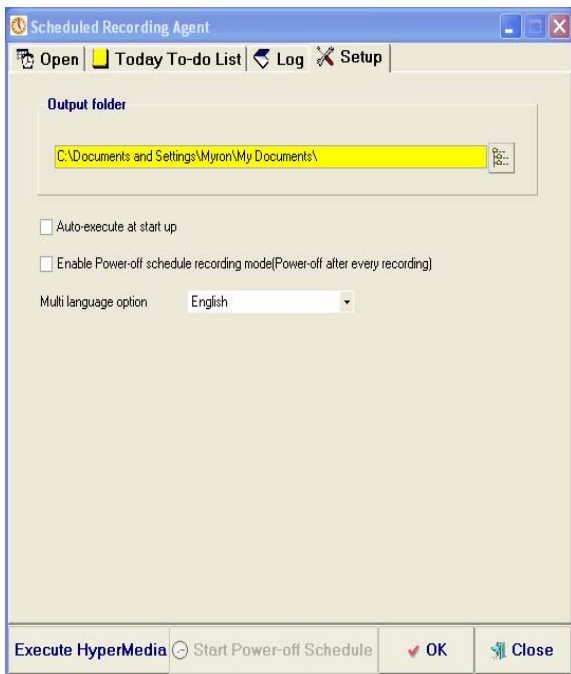 Scheduled Recording Agent
Open Today To-do List Log Setup
Output folder
C:\Documents and Settings\Myron\My Documents\
Auto-execute at start up
Enable Power-off schedule recording mode(Power-off after every recording)
Multi language option English
Execute HyperMedia Start Power-off Schedule OK Close